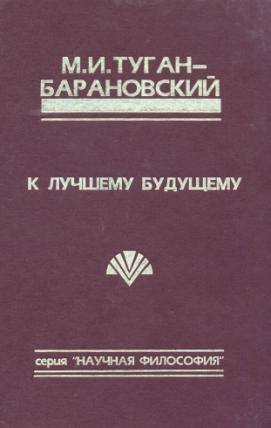 М.И.ТУГАН-
БАРАНОВСКИЙ
К ЛУЧШЕМУ БУДУЩЕМУ
серия "НАУЧНАЯ ФИЛОСОФИЯ"